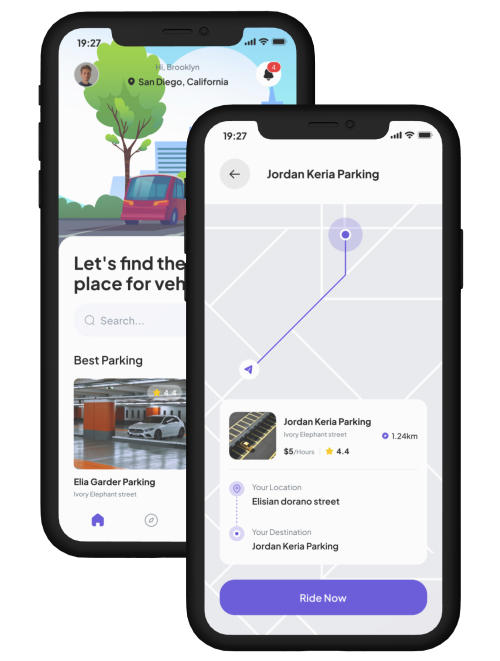 19:27
Hi, Brooklyn
San Diego, California
4
Let's find the
place for veh
Search...
Best Parking
4.4
Elia Garder Parking
Ivory Elephant street
19:27
Jordan Keria Parking
Jordan Keria Parking
Ivory Elephant street
1.24km
$5/Hours
4.4
Your Location
Elisian dorano street
Your Destination
Jordan Keria Parking
Ride Now